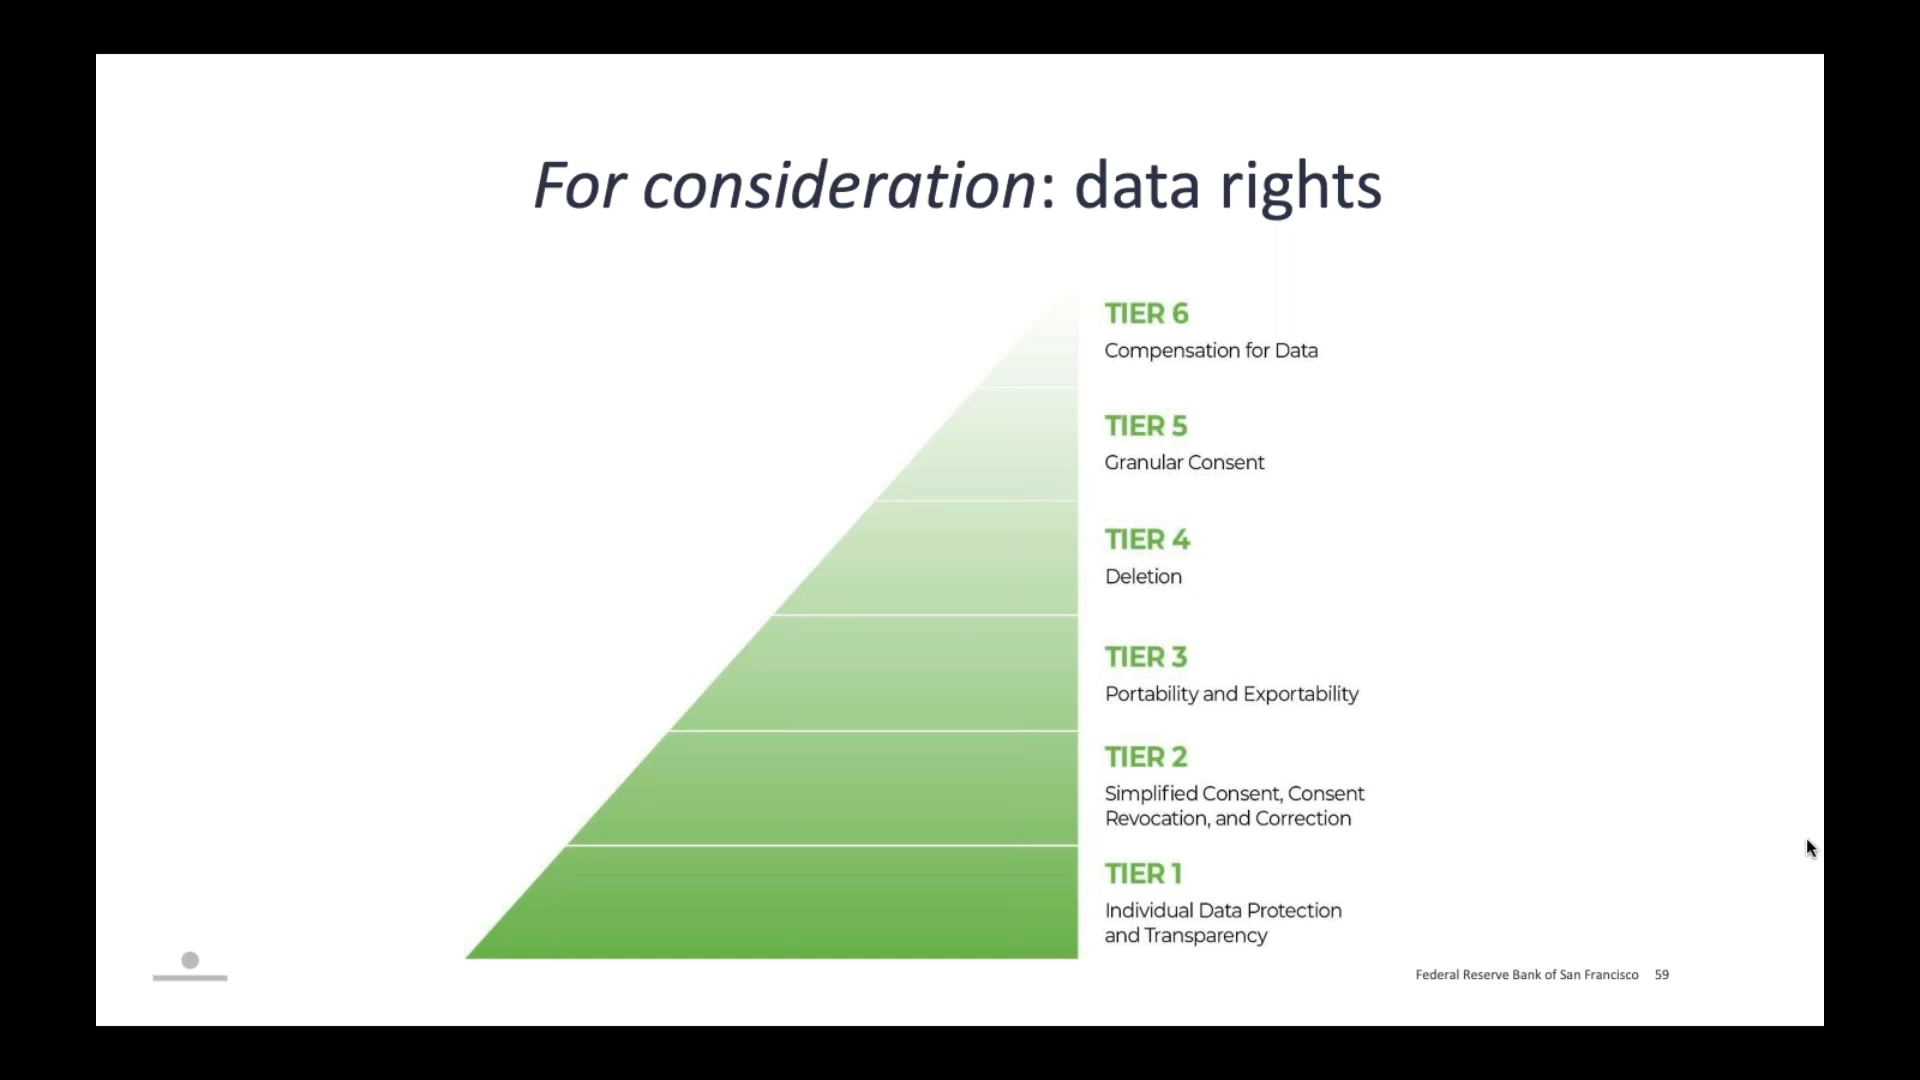 For consideration: data rights
TIER 6
Compensation for Data
TIER 5
Granular Consent
TIER 4
Deletion
TIER 3
Portability and Exportability
TIER 2
Simplified Consent, Consent
Revocation, and Correction
TIER 1
Individual Data Protection
and Transparency
Federal Reserve Bank of San Francisco 59